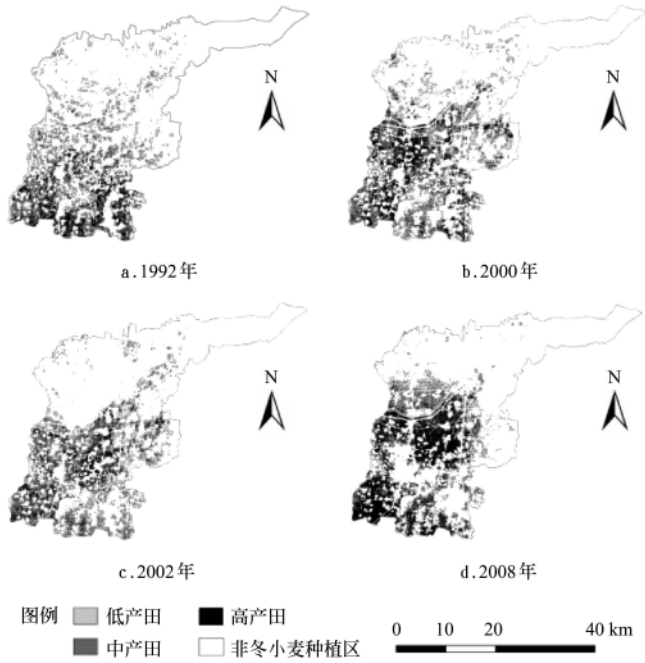 N
N
a.1992年
b.2000年
N
N
c.2002年
d.2008年
图例 低产田 高产田
中产田 非冬小麦种植区
0 10 20 40 km